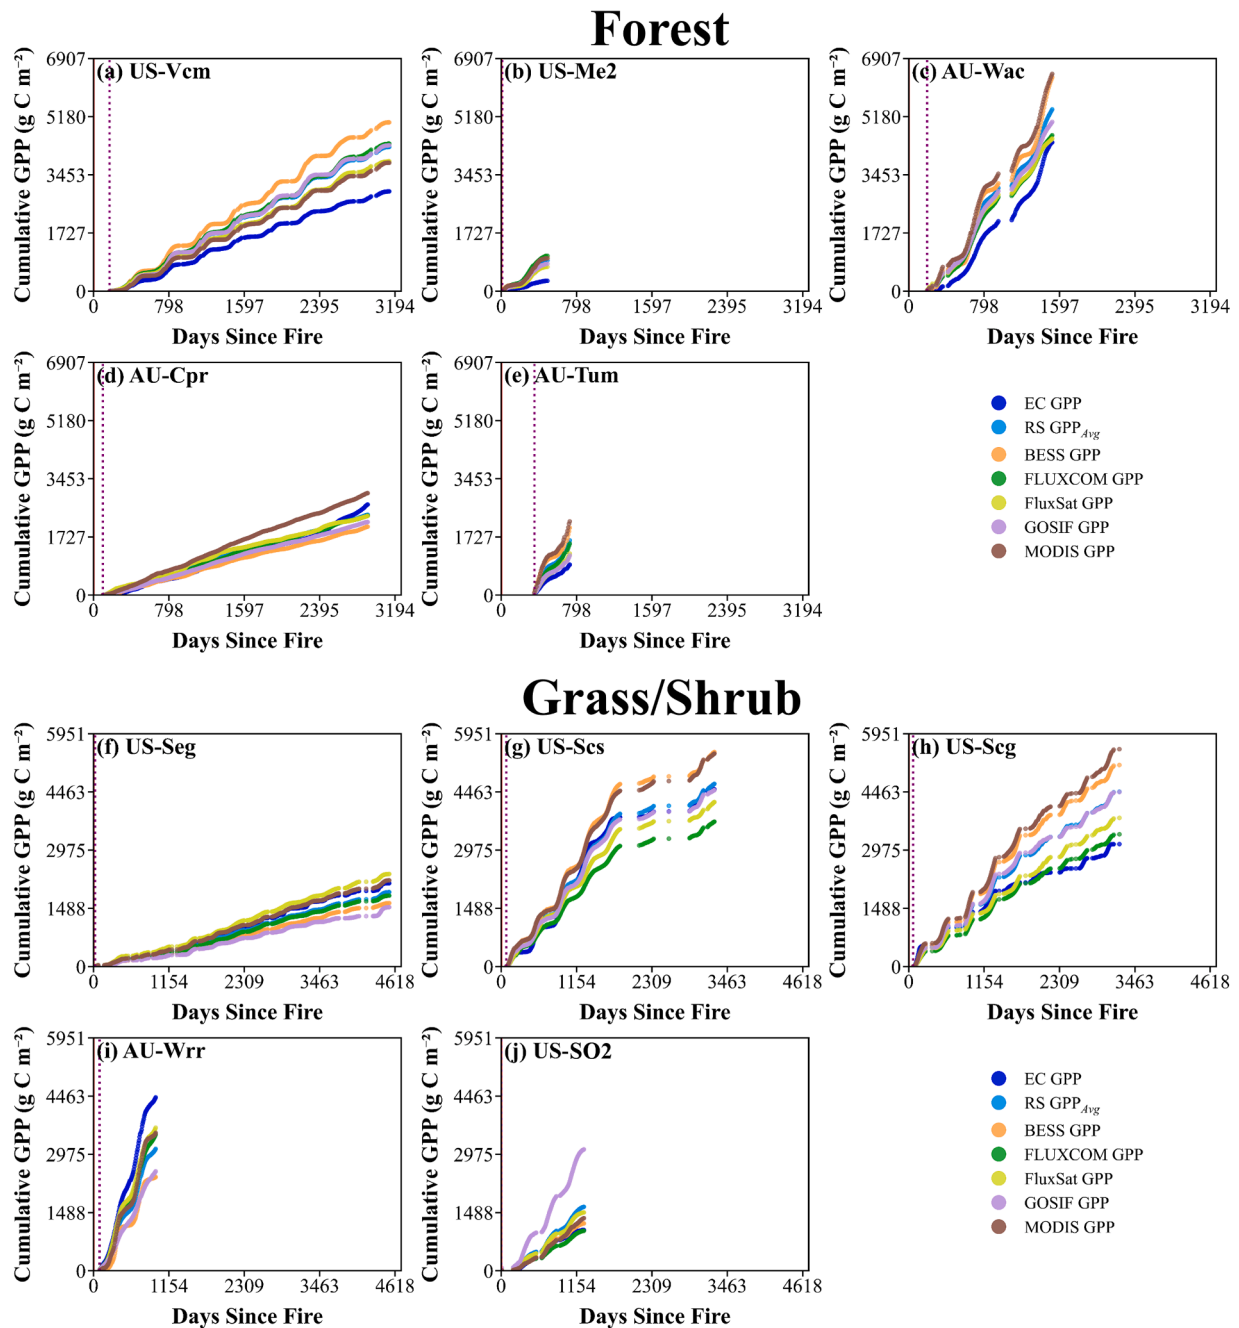 Forest
(a) US-Vcm
Cumulative GPP (g C m⁻²)
6907
5180
3453
1727
0
0 798 1597 2395 3194
Days Since Fire
(b) US-Me2
Cumulative GPP (g C m⁻²)
6907
5180
3453
1727
0
0 798 1597 2395 3194
Days Since Fire
(c) AU-Wac
Cumulative GPP (g C m⁻²)
6907
5180
3453
1727
0
0 798 1597 2395 3194
Days Since Fire
(d) AU-Cpr
Cumulative GPP (g C m⁻²)
6907
5180
3453
1727
0
0 798 1597 2395 3194
Days Since Fire
(e) AU-Tum
Cumulative GPP (g C m⁻²)
6907
5180
3453
1727
0
0 798 1597 2395 3194
Days Since Fire
EC GPP
RS GPP_Avg
BESS GPP
FLUXCOM GPP
FluxSat GPP
GOSIF GPP
MODIS GPP
Grass/Shrub
(f) US-Seg
Cumulative GPP (g C m⁻²)
5951
4463
2975
1488
0
0 1154 2309 3463 4618
Days Since Fire
(g) US-Scs
Cumulative GPP (g C m⁻²)
5951
4463
2975
1488
0
0 1154 2309 3463 4618
Days Since Fire
(h) US-Scg
Cumulative GPP (g C m⁻²)
5951
4463
2975
1488
0
0 1154 2309 3463 4618
Days Since Fire
(i) AU-Wrr
Cumulative GPP (g C m⁻²)
5951
4463
2975
1488
0
0 1154 2309 3463 4618
Days Since Fire
(j) US-SO2
Cumulative GPP (g C m⁻²)
5951
4463
2975
1488
0
0 1154 2309 3463 4618
Days Since Fire
EC GPP
RS GPP_Avg
BESS GPP
FLUXCOM GPP
FluxSat GPP
GOSIF GPP
MODIS GPP